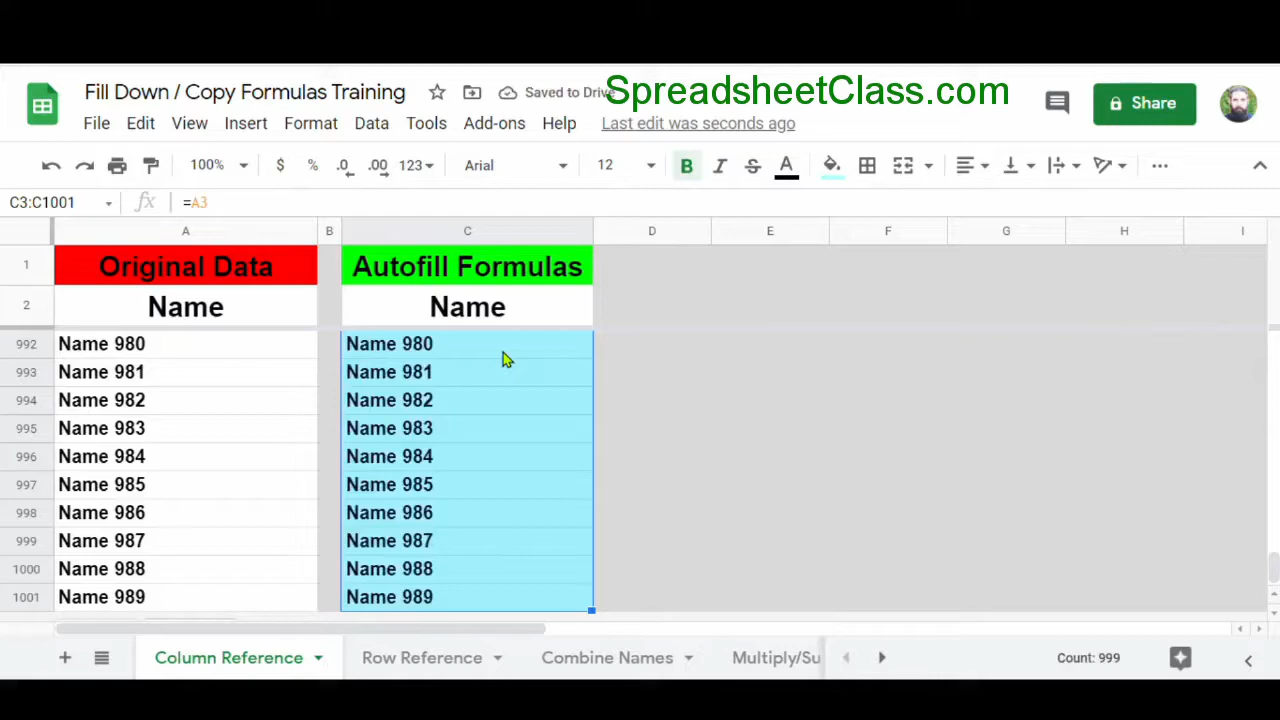 SpreadsheetClass.com
Fill Down / Copy Formulas Training Saved to Drive
Share
File Edit View Insert Format Data Tools Add-ons Help Last edit was seconds ago
100% $ % .0 .00 123 Arial 12 B I S A
C3:C1001 fx =A3
A B C D E F G H I
1 Original Data Autofill Formulas
2 Name Name
992 Name 980 Name 980
993 Name 981 Name 981
994 Name 982 Name 982
995 Name 983 Name 983
996 Name 984 Name 984
997 Name 985 Name 985
998 Name 986 Name 986
999 Name 987 Name 987
1000 Name 988 Name 988
1001 Name 989 Name 989
+ Column Reference Row Reference Combine Names Multiply/Su Count: 999